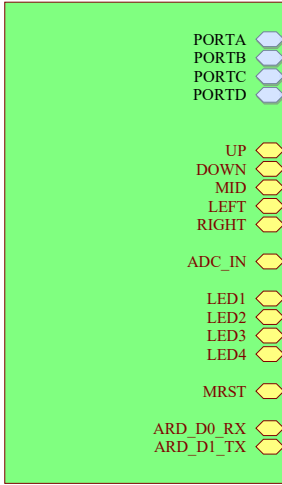 PORTA
PORTB
PORTC
PORTD
UP
DOWN
MID
LEFT
RIGHT
ADC_IN
LED1
LED2
LED3
LED4
MRST
ARD_D0_RX
ARD_D1_TX